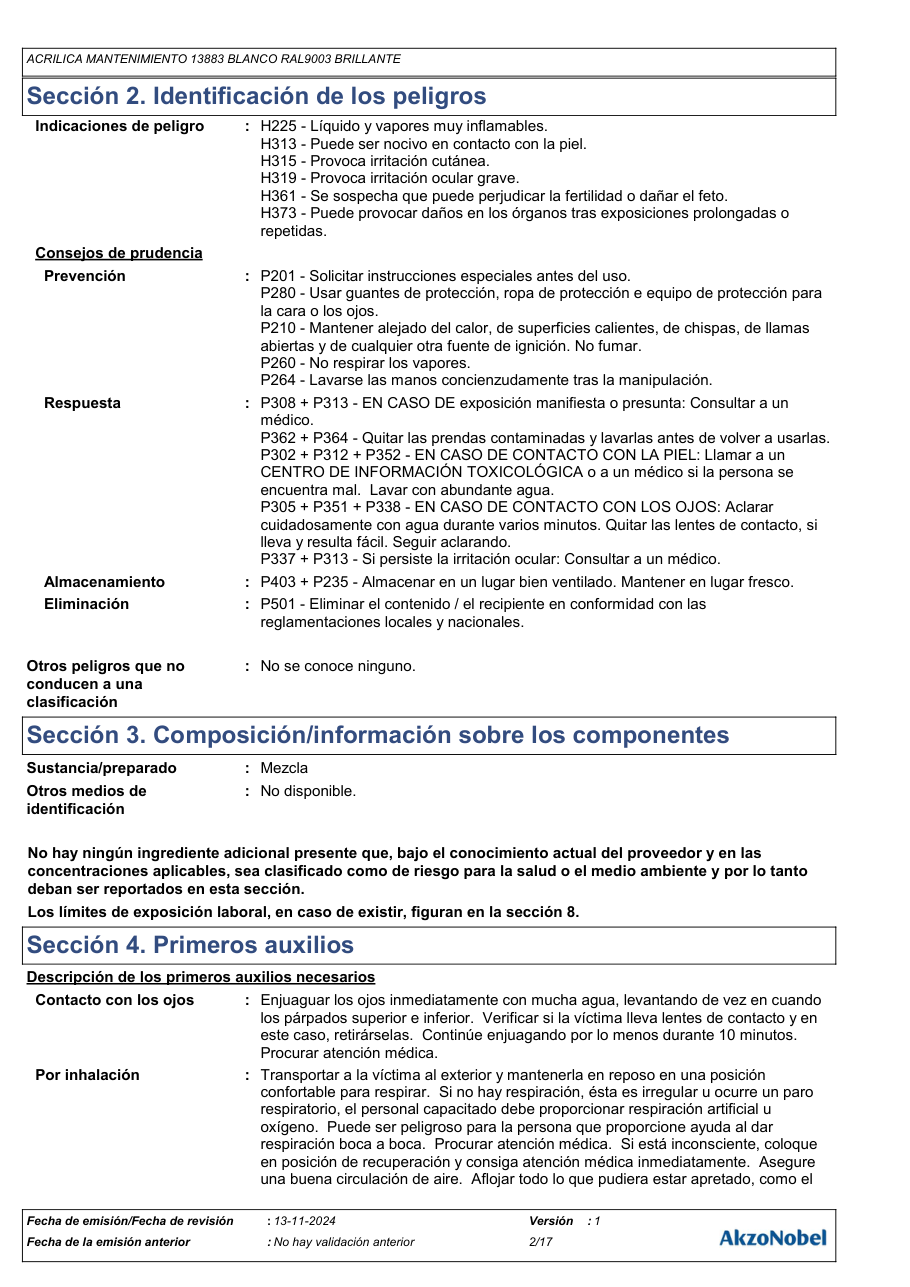 ACRILICA MANTENIMIENTO 13883 BLANCO RAL9003 BRILLANTE
Sección 2. Identificación de los peligros
Indicaciones de peligro : H225 - Líquido y vapores muy inflamables.
H313 - Puede ser nocivo en contacto con la piel.
H315 - Provoca irritación cutánea.
H319 - Provoca irritación ocular grave.
H361 - Se sospecha que puede perjudicar la fertilidad o dañar el feto.
H373 - Puede provocar daños en los órganos tras exposiciones prolongadas o
repetidas.
Consejos de prudencia
Prevención : P201 - Solicitar instrucciones especiales antes del uso.
P280 - Usar guantes de protección, ropa de protección e equipo de protección para
la cara o los ojos.
P210 - Mantener alejado del calor, de superficies calientes, de chispas, de llamas
abiertas y de cualquier otra fuente de ignición. No fumar.
P260 - No respirar los vapores.
P264 - Lavarse las manos concienzudamente tras la manipulación.
Respuesta : P308 + P313 - EN CASO DE exposición manifiesta o presunta: Consultar a un
médico.
P362 + P364 - Quitar las prendas contaminadas y lavarlas antes de volver a usarlas.
P302 + P312 + P352 - EN CASO DE CONTACTO CON LA PIEL: Llamar a un
CENTRO DE INFORMACIÓN TOXICOLÓGICA o a un médico si la persona se
encuentra mal. Lavar con abundante agua.
P305 + P351 + P338 - EN CASO DE CONTACTO CON LOS OJOS: Aclarar
cuidadosamente con agua durante varios minutos. Quitar las lentes de contacto, si
lleva y resulta fácil. Seguir aclarando.
P337 + P313 - Si persiste la irritación ocular: Consultar a un médico.
Almacenamiento : P403 + P235 - Almacenar en un lugar bien ventilado. Mantener en lugar fresco.
Eliminación : P501 - Eliminar el contenido / el recipiente en conformidad con las
reglamentaciones locales y nacionales.
Otros peligros que no : No se conoce ninguno.
conducen a una
clasificación
Sección 3. Composición/información sobre los componentes
Sustancia/preparado : Mezcla
Otros medios de : No disponible.
identificación
No hay ningún ingrediente adicional presente que, bajo el conocimiento actual del proveedor y en las
concentraciones aplicables, sea clasificado como de riesgo para la salud o el medio ambiente y por lo tanto
deban ser reportados en esta sección.
Los límites de exposición laboral, en caso de existir, figuran en la sección 8.
Sección 4. Primeros auxilios
Descripción de los primeros auxilios necesarios
Contacto con los ojos : Enjuaguar los ojos inmediatamente con mucha agua, levantando de vez en cuando
los párpados superior e inferior. Verificar si la víctima lleva lentes de contacto y en
este caso, retirárselas. Continúe enjuagando por lo menos durante 10 minutos.
Procurar atención médica.
Por inhalación : Transportar a la víctima al exterior y mantenerla en reposo en una posición
confortable para respirar. Si no hay respiración, ésta es irregular u ocurre un paro
respiratorio, el personal capacitado debe proporcionar respiración artificial u
oxígeno. Puede ser peligroso para la persona que proporcione ayuda al dar
respiración boca a boca. Procurar atención médica. Si está inconsciente, coloque
en posición de recuperación y consiga atención médica inmediatamente. Asegure
una buena circulación de aire. Aflojar todo lo que pudiera estar apretado, como el
Fecha de emisión/Fecha de revisión : 13-11-2024 Versión : 1
Fecha de la emisión anterior : No hay validación anterior 2/17 AkzoNobel